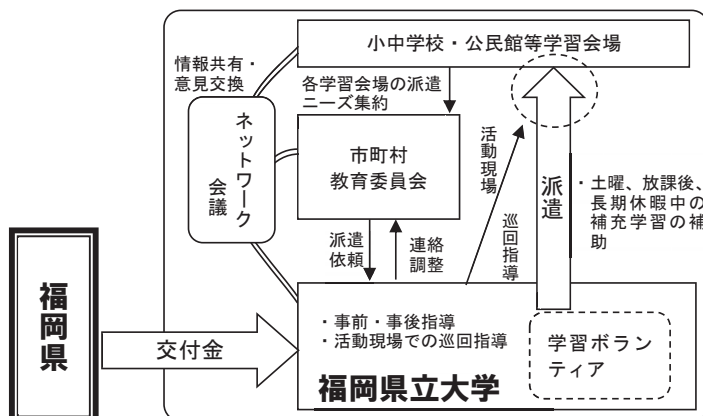 小中学校・公民館等学習会場
情報共有・
意見交換
各学習会場の派遣
ニーズ集約
ネットワーク
会議
市町村
教育委員会
活動現場
巡回指導
派遣
・土曜、放課後、
長期休暇中の
補充学習の補
助
派遣
依頼
連絡
調整
福岡県
交付金
・事前・事後指導
・活動現場での巡回指導
福岡県立大学
学習ボラン
ティア